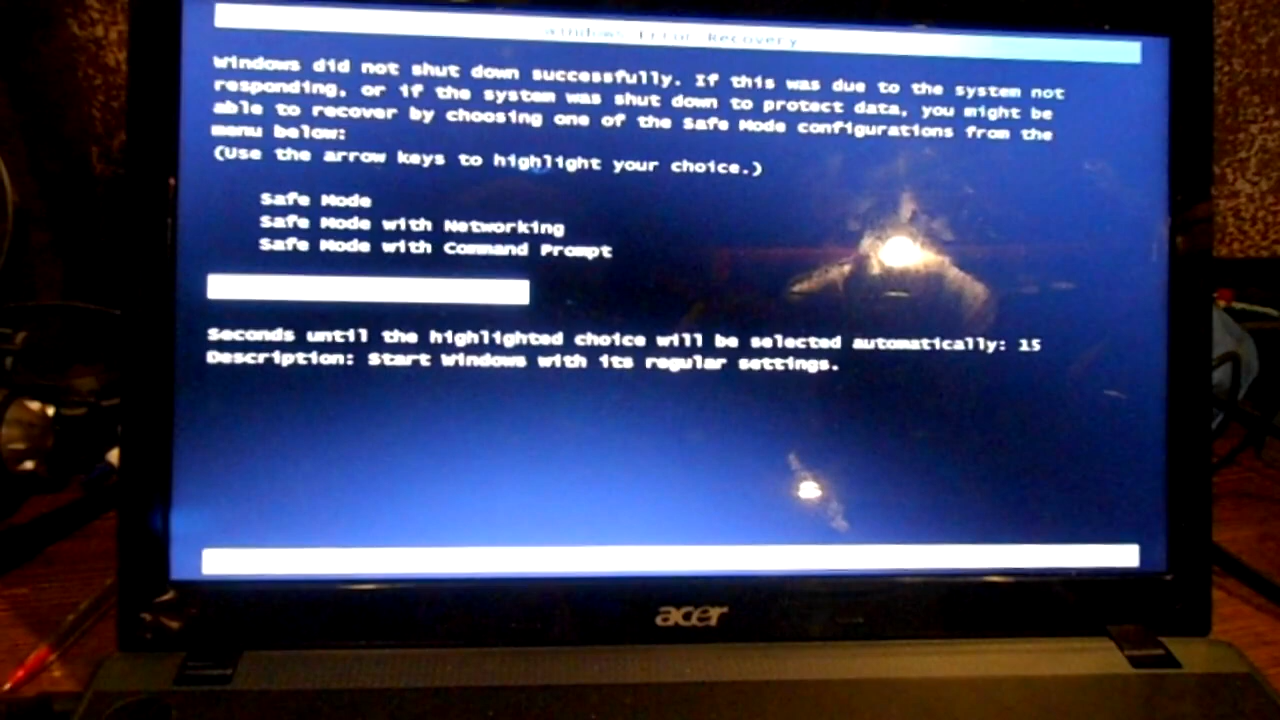 Windows Error Recovery
Windows did not shut down successfully. If this was due to the system not
responding, or if the system was shut down to protect data, you might be
able to recover by choosing one of the Safe Mode configurations from the
menu below:
(Use the arrow keys to highlight your choice.)
Safe Mode
Safe Mode with Networking
Safe Mode with Command Prompt
Seconds until the highlighted choice will be selected automatically: 15
Description: Start Windows with its regular settings.
acer